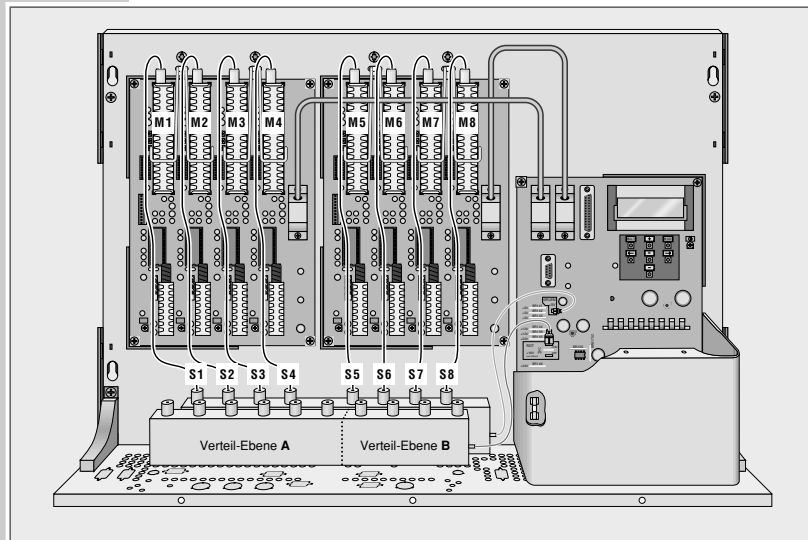 M1 M2 M3 M4 M5 M6 M7 M8
S1 S2 S3 S4 S5 S6 S7 S8
Verteil-Ebene A Verteil-Ebene B